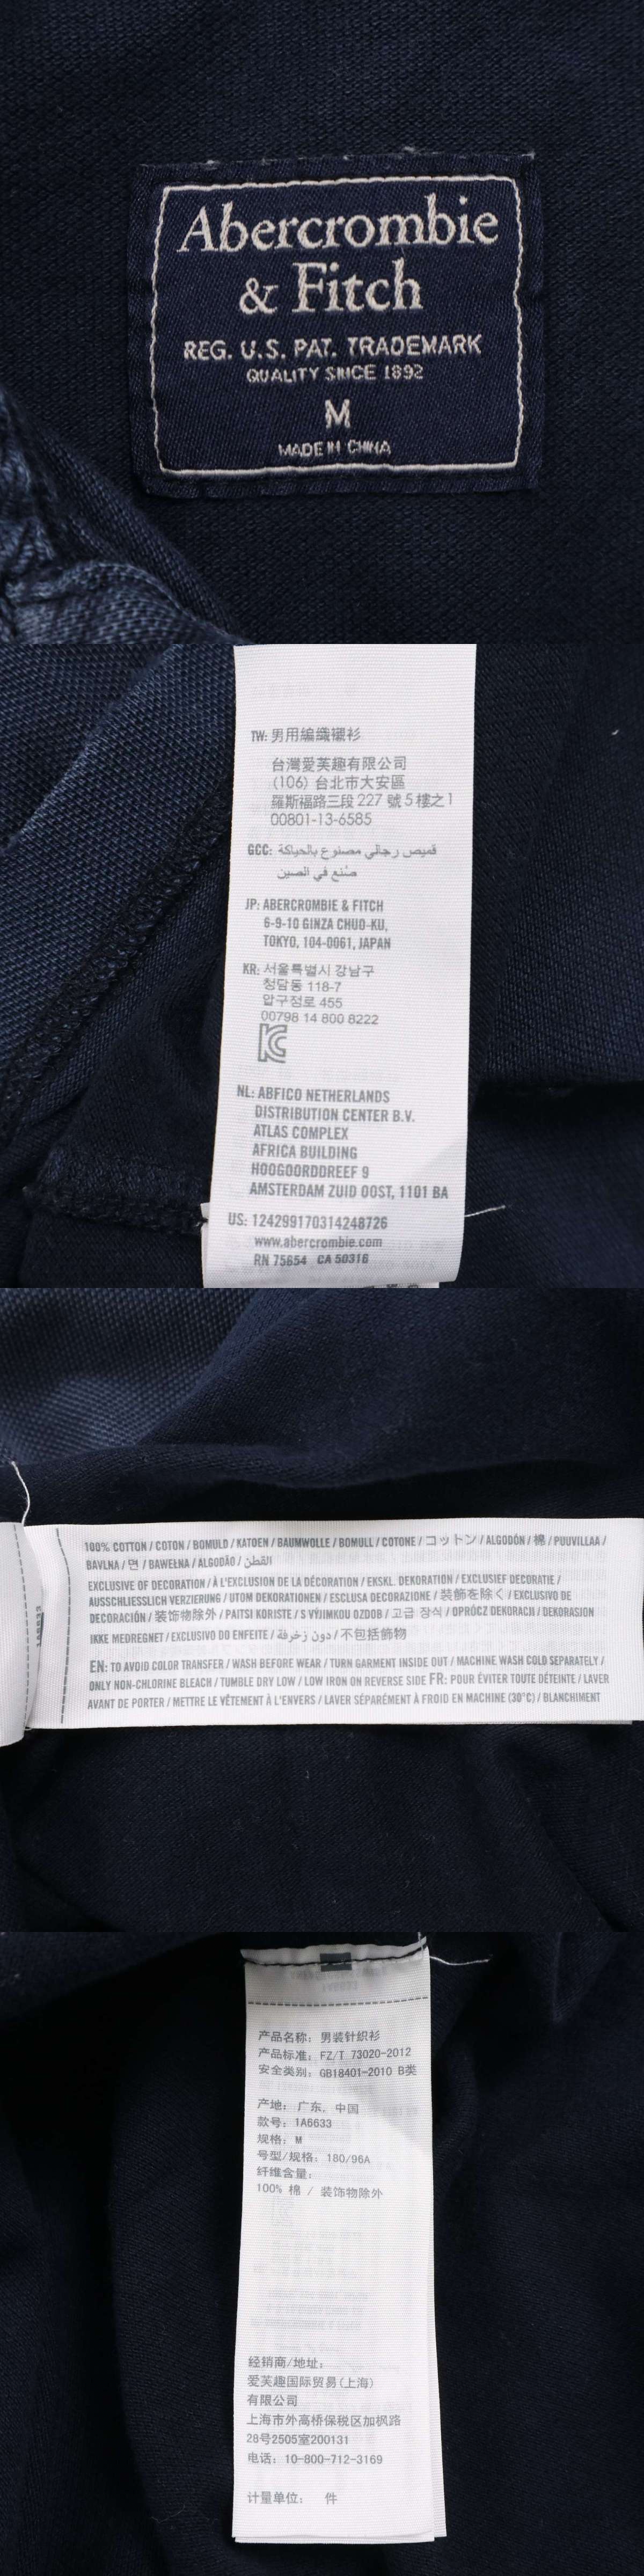 Abercrombie
& Fitch
REG. U.S. PAT. TRADEMARK
QUALITY SINCE 1892
M
MADE IN CHINA
TW: 男用編織襯衫
台灣愛芙趣有限公司
(106) 台北市大安區
羅斯福路三段 227 號 5 樓之 1
00801-13-6585
GCC: قميص رجالي مصنوع بالحياكة
صنع في الصين
JP: ABERCROMBIE & FITCH
6-9-10 GINZA CHUO-KU,
TOKYO, 104-0061, JAPAN
KR: 서울특별시 강남구
청담동 118-7
압구정로 455
00798 14 800 8222
NL: ABFICO NETHERLANDS
DISTRIBUTION CENTER B.V.
ATLAS COMPLEX
AFRICA BUILDING
HOOGOORDDREEF 9
AMSTERDAM ZUID OOST, 1101 BA
US: 124299170314248726
www.abercrombie.com
RN 75654 CA 50316
100% COTTON / COTON / BOMULD / KATOEN / BAUMWOLLE / BOMULL / COTONE / コットン / ALGODÓN / 棉 / PUUVILLAA /
BAVLNA / 면 / BAWEŁNA / ALGODÃO / القطن
EXCLUSIVE OF DECORATION / À L'EXCLUSION DE LA DÉCORATION / EKSKL. DEKORATION / EXCLUSIEF DECORATIE /
AUSSCHLIESSLICH VERZIERUNG / UTOM DEKORATIONEN / ESCLUSA DECORAZIONE / 装飾を除く / EXCLUSIVO DE
DECORACIÓN / 装饰物除外 / PAITSI KORISTE / S VÝJIMKOU OZDOB / 고급 장식 / OPRÓCZ DEKORACJI / DEKORASJON
IKKE MEDREGNET / EXCLUSIVO DO ENFEITE / دون زخرفة / 不包括飾物
EN: TO AVOID COLOR TRANSFER / WASH BEFORE WEAR / TURN GARMENT INSIDE OUT / MACHINE WASH COLD SEPARATELY /
ONLY NON-CHLORINE BLEACH / TUMBLE DRY LOW / LOW IRON ON REVERSE SIDE FR: POUR ÉVITER TOUTE DÉTEINTE / LAVER
AVANT DE PORTER / METTRE LE VÊTEMENT À L'ENVERS / LAVER SÉPARÉMENT À FROID EN MACHINE (30°C) / BLANCHIMENT
产品名称: 男装针织衫
产品标准: FZ/T 73020-2012
安全类别: GB18401-2010 B类
产地: 广东, 中国
款号: 1A6633
规格: M
号型/规格: 180/96A
纤维含量:
100% 棉 / 装饰物除外
经销商/地址:
爱芙趣国际贸易(上海)
有限公司
上海市外高桥保税区加枫路
28号2505室200131
电话: 10-800-712-3169
计量单位: 件